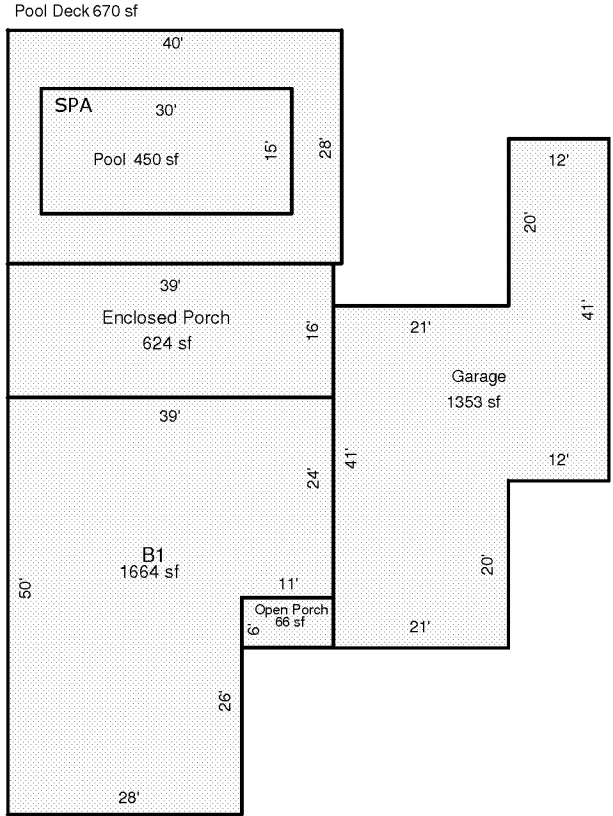 Pool Deck 670 sf
40'
SPA
30'
15'
28'
Pool 450 sf
12'
20'
41'
39'
Enclosed Porch
624 sf
16'
21'
Garage
1353 sf
39'
24'
41'
12'
B1
1664 sf
50'
11'
Open Porch
66 sf
6'
20'
21'
26'
28'